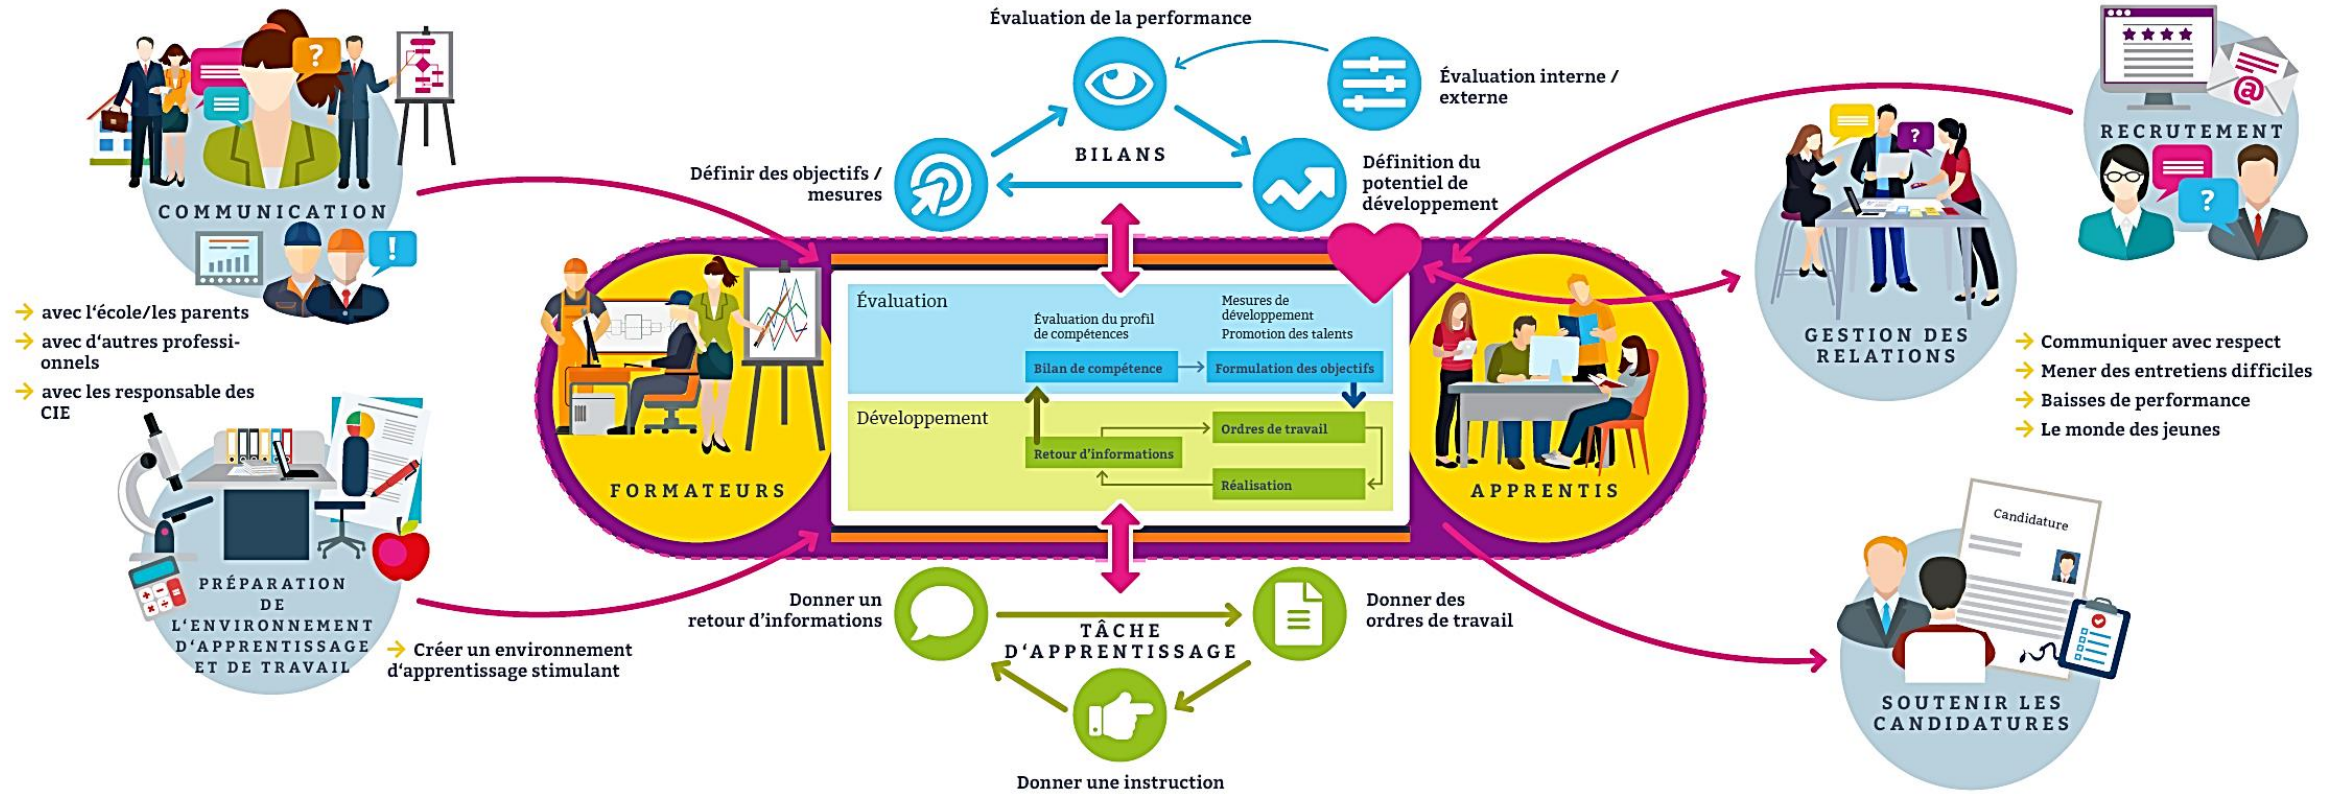 Évaluation de la performance
Évaluation interne /
externe
BILANS
Définir des objectifs /
mesures
Définition du
potentiel de
développement
COMMUNICATION
?
!
→ avec l‘école/les parents
→ avec d‘autres professi-
onnels
→ avec les responsable des
CIE
PRÉPARATION
DE
L‘ENVIRONNEMENT
D‘APPRENTISSAGE
ET DE TRAVAIL
→ Créer un environnement
d‘apprentissage stimulant
FORMATEURS
Évaluation
Évaluation du profil
de compétences
Mesures de
développement
Promotion des talents
Bilan de compétence
Formulation des objectifs
Développement
Ordres de travail
Retour d’informations
Réalisation
APPRENTIS
Donner un
retour d’informations
Donner des
ordres de travail
TÂCHE
D‘APPRENTISSAGE
Donner une instruction
@
RECRUTEMENT
?
?
GESTION DES
RELATIONS
→ Communiquer avec respect
→ Mener des entretiens difficiles
→ Baisses de performance
→ Le monde des jeunes
Candidature
SOUTENIR LES
CANDIDATURES